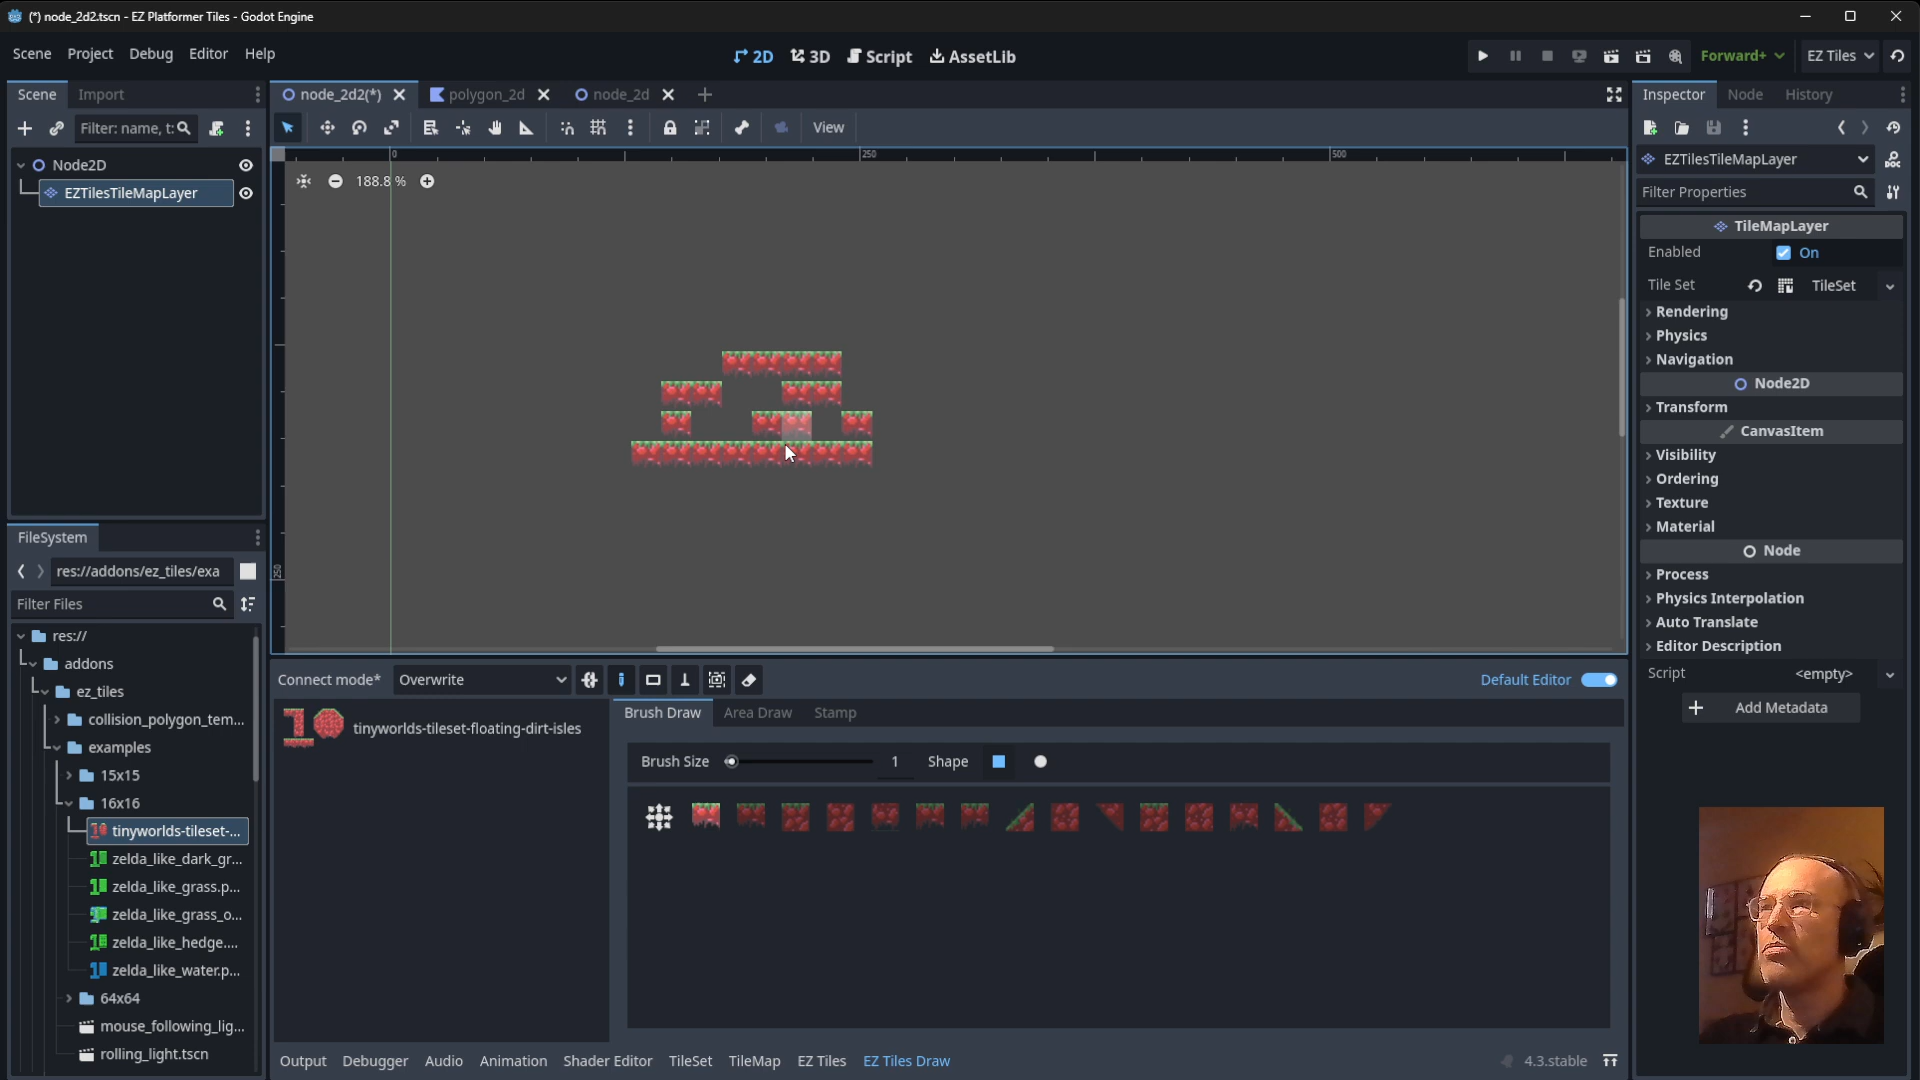 (*) node_2d2.tscn - EZ Platformer Tiles - Godot Engine
Scene Project Debug Editor Help
2D 3D Script AssetLib
Forward+ EZ Tiles
Scene Import
node_2d2(*) polygon_2d node_2d
Inspector Node History
Filter: name, t:
View
Node2D
EZTilesTileMapLayer
0 250 500
188.8 %
250
EZTilesTileMapLayer
Filter Properties
TileMapLayer
Enabled On
Tile Set TileSet
Rendering
Physics
Navigation
Node2D
Transform
CanvasItem
Visibility
Ordering
Texture
Material
Node
Process
Physics Interpolation
Auto Translate
Editor Description
Script <empty>
Add Metadata
FileSystem
res://addons/ez_tiles/exa
Filter Files
res://
addons
ez_tiles
collision_polygon_tem...
examples
15x15
16x16
tinyworlds-tileset-...
zelda_like_dark_gr...
zelda_like_grass.p...
zelda_like_grass_o...
zelda_like_hedge....
zelda_like_water.p...
64x64
mouse_following_lig...
rolling_light.tscn
Connect mode* Overwrite
Default Editor
tinyworlds-tileset-floating-dirt-isles
Brush Draw Area Draw Stamp
Brush Size 1 Shape
Output Debugger Audio Animation Shader Editor TileSet TileMap EZ Tiles EZ Tiles Draw
4.3.stable